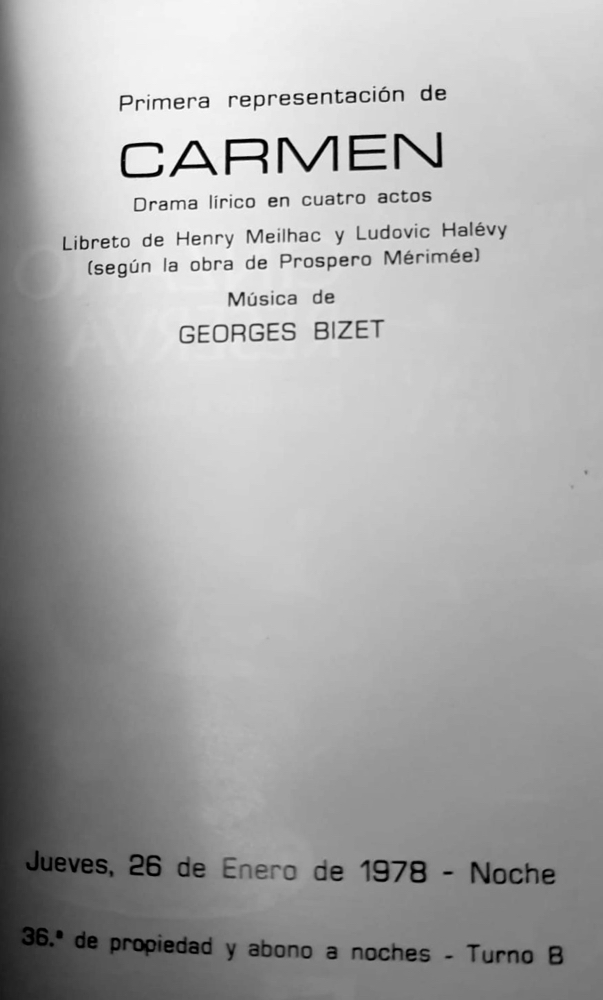 Primera representación de
CARMEN
Drama lírico en cuatro actos
Libreto de Henry Meilhac y Ludovic Halévy
(según la obra de Prospero Mérimée)
Música de
GEORGES BIZET
Jueves, 26 de Enero de 1978 - Noche
36.ª de propiedad y abono a noches - Turno B